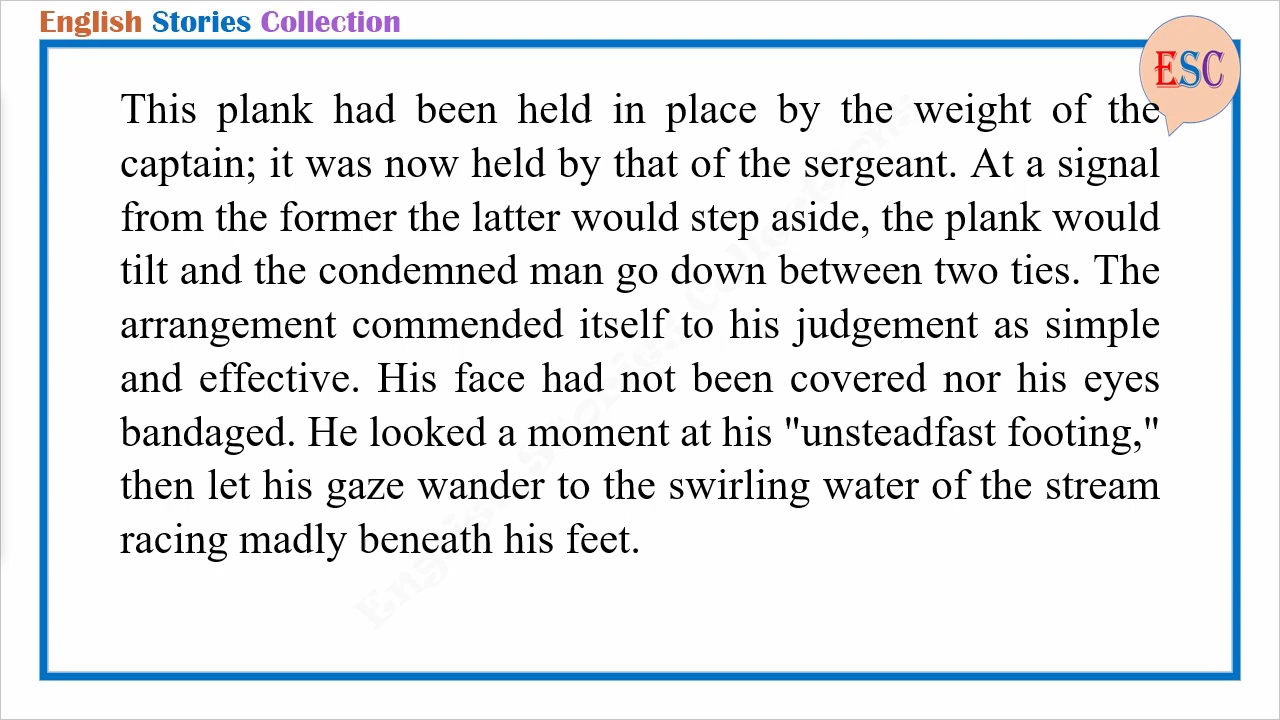 English Stories Collection
ESC
This plank had been held in place by the weight of the
captain; it was now held by that of the sergeant. At a signal
from the former the latter would step aside, the plank would
tilt and the condemned man go down between two ties. The
arrangement commended itself to his judgement as simple
and effective. His face had not been covered nor his eyes
bandaged. He looked a moment at his "unsteadfast footing,"
then let his gaze wander to the swirling water of the stream
racing madly beneath his feet.
English Stories Collections